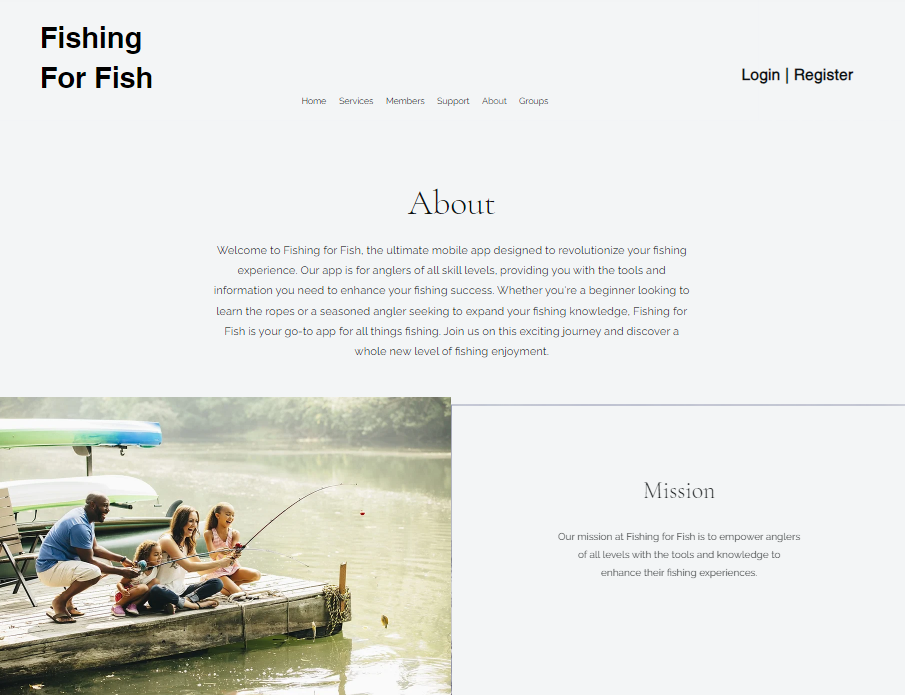 Fishing
For Fish
Login | Register
Home Services Members Support About Groups
About
Welcome to Fishing for Fish, the ultimate mobile app designed to revolutionize your fishing
experience. Our app is for anglers of all skill levels, providing you with the tools and
information you need to enhance your fishing success. Whether you're a beginner looking to
learn the ropes or a seasoned angler seeking to expand your fishing knowledge, Fishing for
Fish is your go-to app for all things fishing. Join us on this exciting journey and discover a
whole new level of fishing enjoyment.
Mission
Our mission at Fishing for Fish is to empower anglers
of all levels with the tools and knowledge to
enhance their fishing experiences.